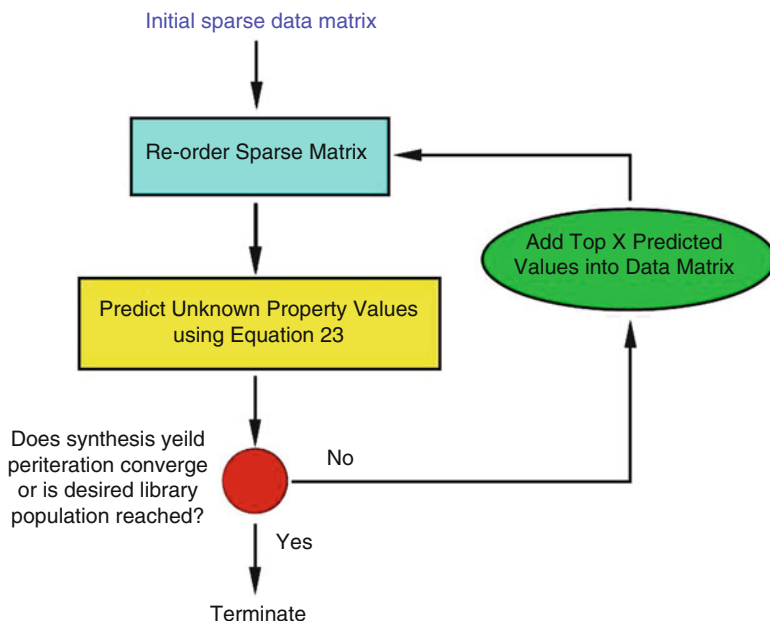 Initial sparse data matrix
Re-order Sparse Matrix
Add Top X Predicted
Values into Data Matrix
Predict Unknown Property Values
using Equation 23
Does synthesis yeild
periteration converge
or is desired library
population reached?
No
Yes
Terminate